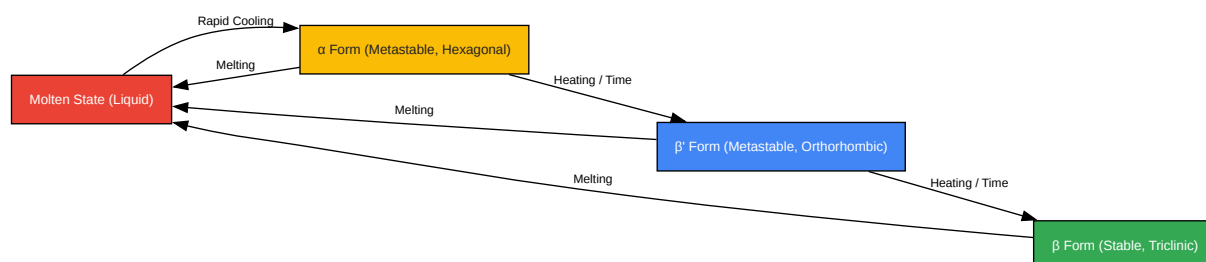 Rapid Cooling
α Form (Metastable, Hexagonal)
Melting
Heating / Time
Molten State (Liquid)
Melting
β' Form (Metastable, Orthorhombic)
Melting
Heating / Time
β Form (Stable, Triclinic)